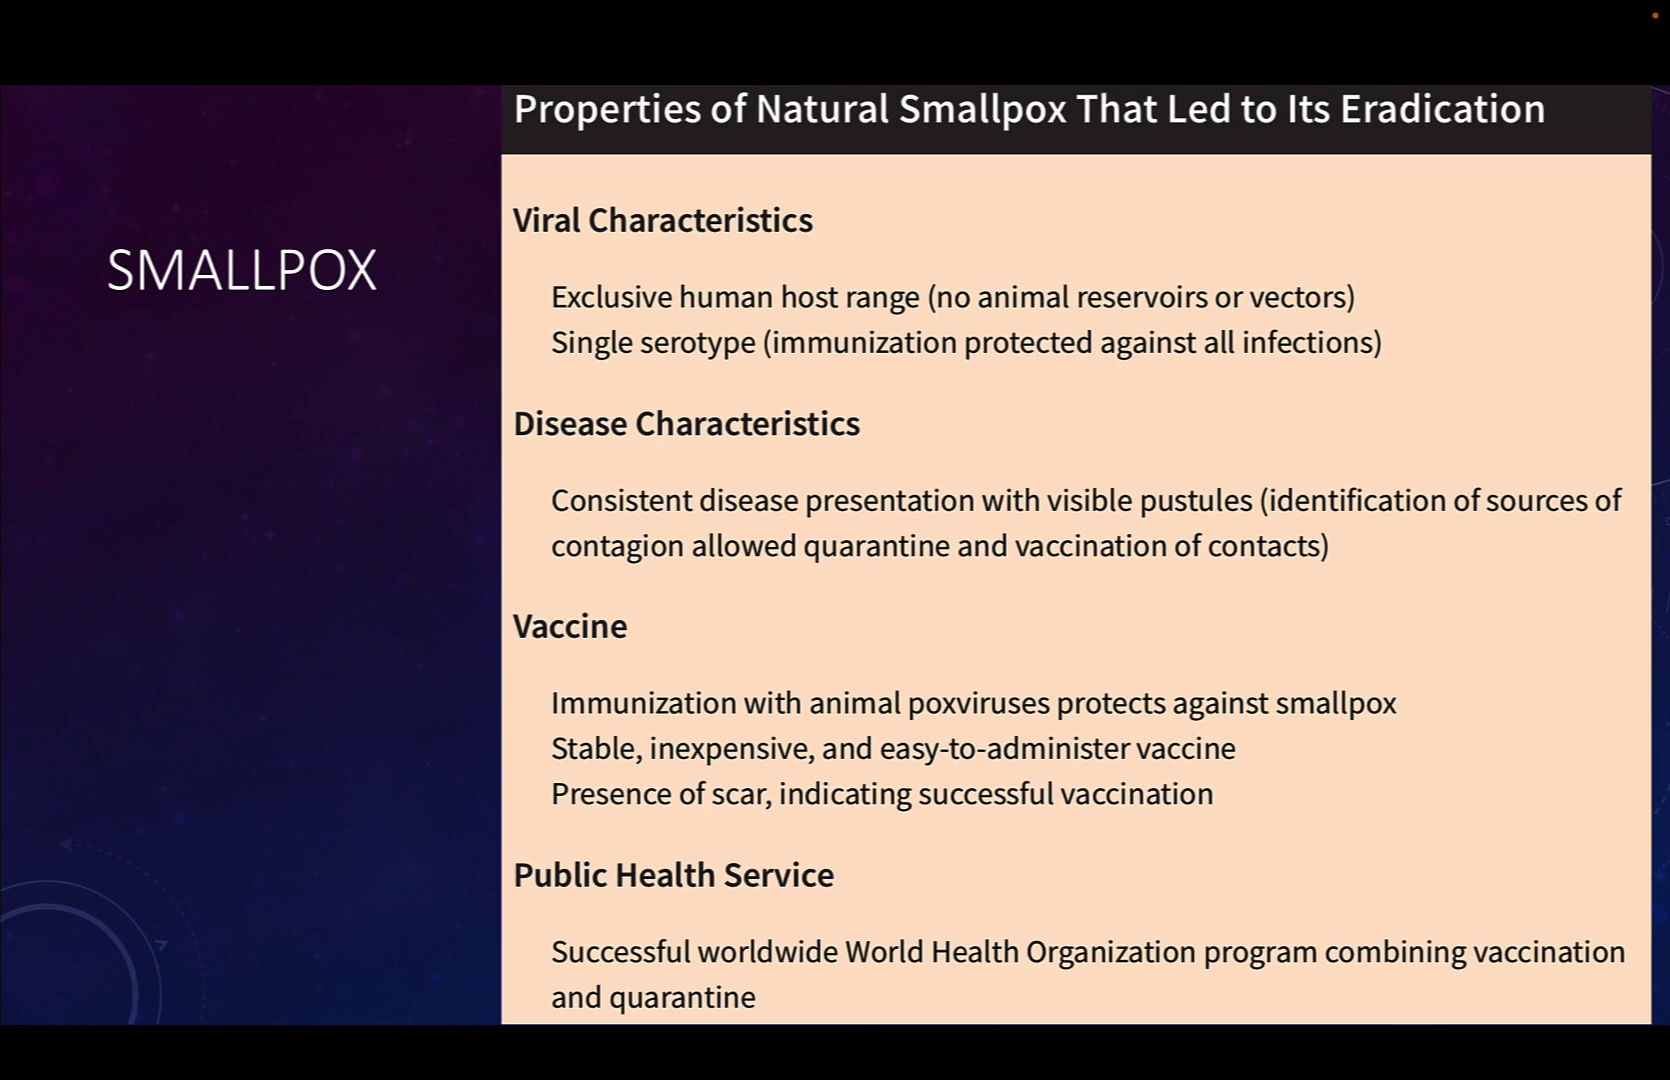 SMALLPOX
Properties of Natural Smallpox That Led to Its Eradication
Viral Characteristics
Exclusive human host range (no animal reservoirs or vectors)
Single serotype (immunization protected against all infections)
Disease Characteristics
Consistent disease presentation with visible pustules (identification of sources of
contagion allowed quarantine and vaccination of contacts)
Vaccine
Immunization with animal poxviruses protects against smallpox
Stable, inexpensive, and easy-to-administer vaccine
Presence of scar, indicating successful vaccination
Public Health Service
Successful worldwide World Health Organization program combining vaccination
and quarantine